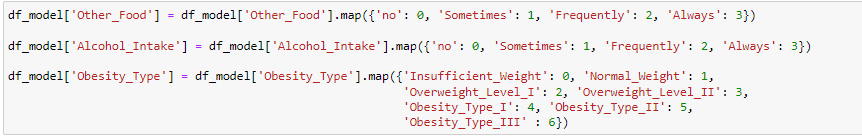 df_model['Other_Food'] = df_model['Other_Food'].map({'no': 0, 'Sometimes': 1, 'Frequently': 2, 'Always': 3})
df_model['Alcohol_Intake'] = df_model['Alcohol_Intake'].map({'no': 0, 'Sometimes': 1, 'Frequently': 2, 'Always': 3})
df_model['Obesity_Type'] = df_model['Obesity_Type'].map({'Insufficient_Weight': 0, 'Normal_Weight': 1,
'Overweight_Level_I': 2, 'Overweight_Level_II': 3,
'Obesity_Type_I': 4, 'Obesity_Type_II': 5,
'Obesity_Type_III' : 6})